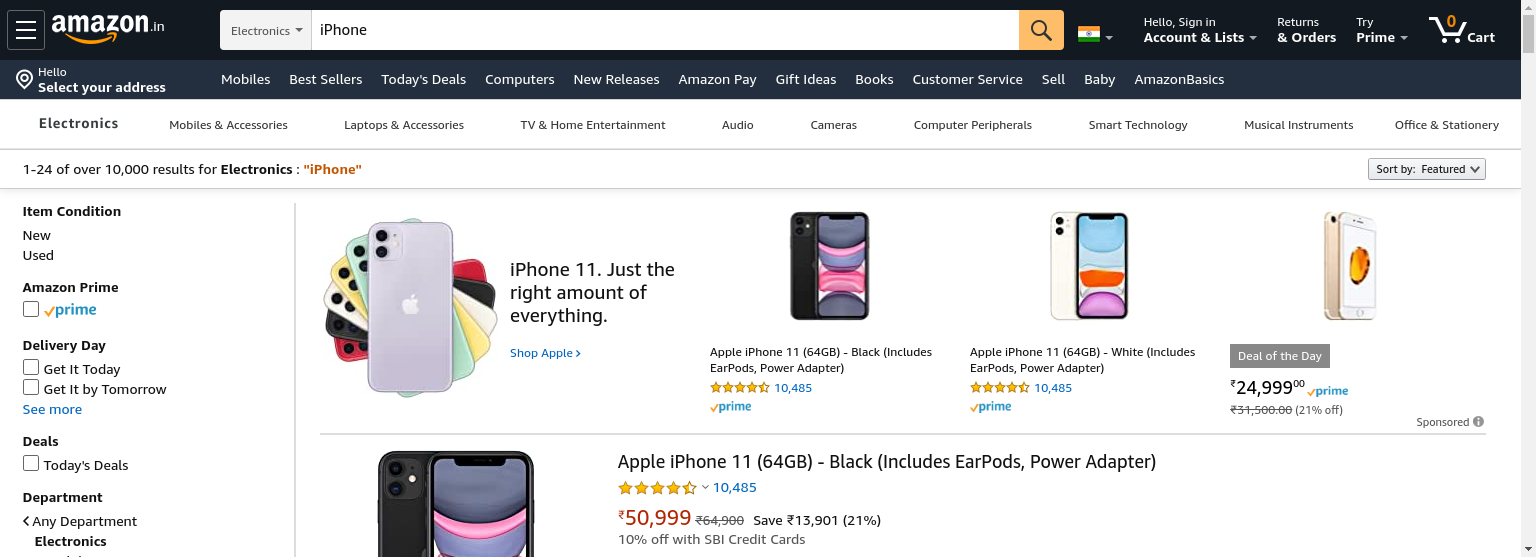 amazon.in
Electronics
iPhone
Hello, Sign in
Account & Lists
Returns
& Orders
Try
Prime
0
Cart
Hello
Select your address
Mobiles Best Sellers Today's Deals Computers New Releases Amazon Pay Gift Ideas Books Customer Service Sell Baby AmazonBasics
Electronics Mobiles & Accessories Laptops & Accessories TV & Home Entertainment Audio Cameras Computer Peripherals Smart Technology Musical Instruments Office & Stationery
1-24 of over 10,000 results for Electronics : "iPhone"
Sort by: Featured
Item Condition
New
Used
Amazon Prime
prime
Delivery Day
Get It Today
Get It by Tomorrow
See more
Deals
Today's Deals
Department
Any Department
Electronics
iPhone 11. Just the
right amount of
everything.
Shop Apple
Apple iPhone 11 (64GB) - Black (Includes
EarPods, Power Adapter)
10,485
prime
Apple iPhone 11 (64GB) - White (Includes
EarPods, Power Adapter)
10,485
prime
Deal of the Day
₹24,99900 prime
₹31,500.00 (21% off)
Sponsored
Apple iPhone 11 (64GB) - Black (Includes EarPods, Power Adapter)
10,485
₹50,999 ₹64,900 Save ₹13,901 (21%)
10% off with SBI Credit Cards